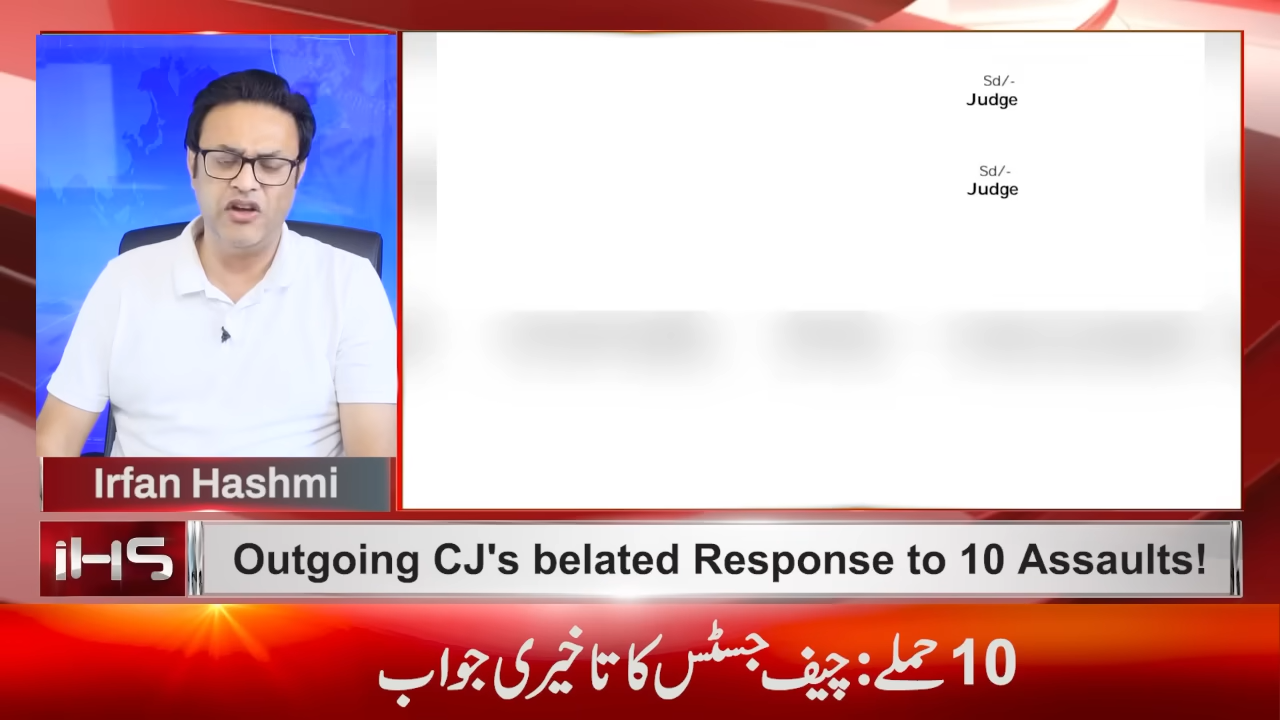 Sd/-
Judge
Sd/-
Judge
Irfan Hashmi
iHS
Outgoing CJ's belated Response to 10 Assaults!
10 حملے: چیف جسٹس کا تاخیری جواب